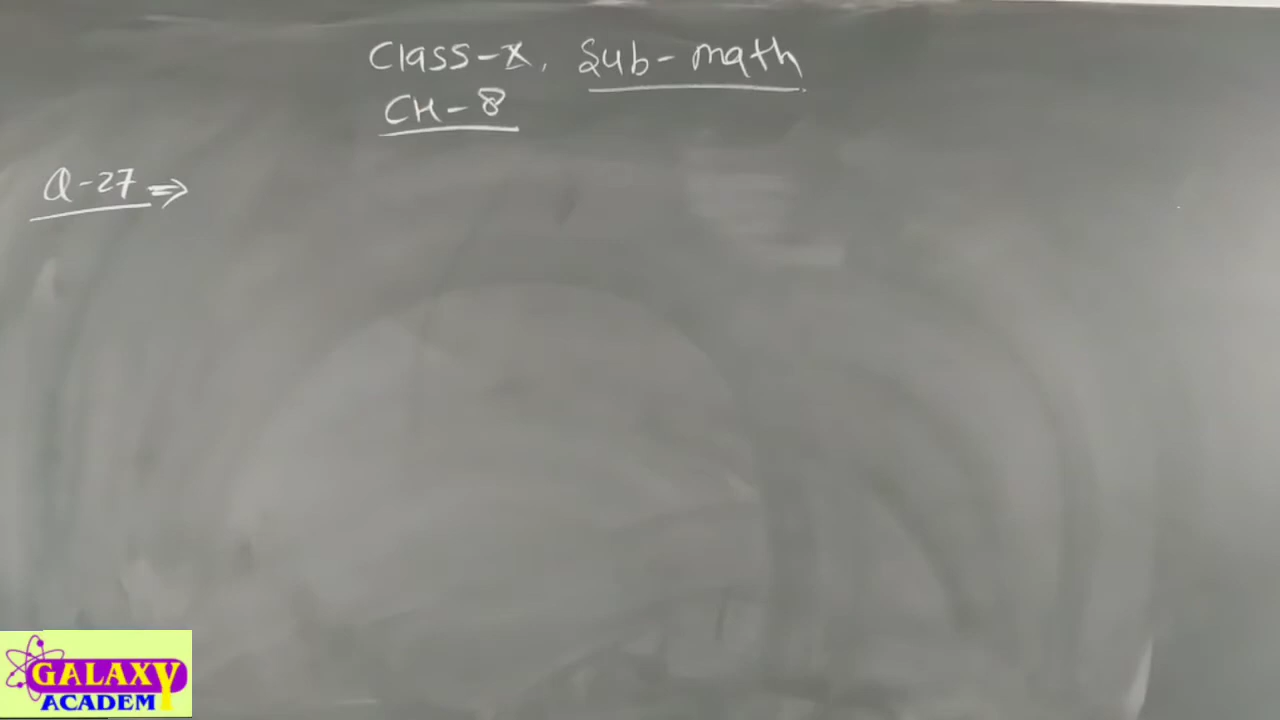 Class-X, Sub-math
CH-8
Q-27 ⇒
GALAXY
ACADEM